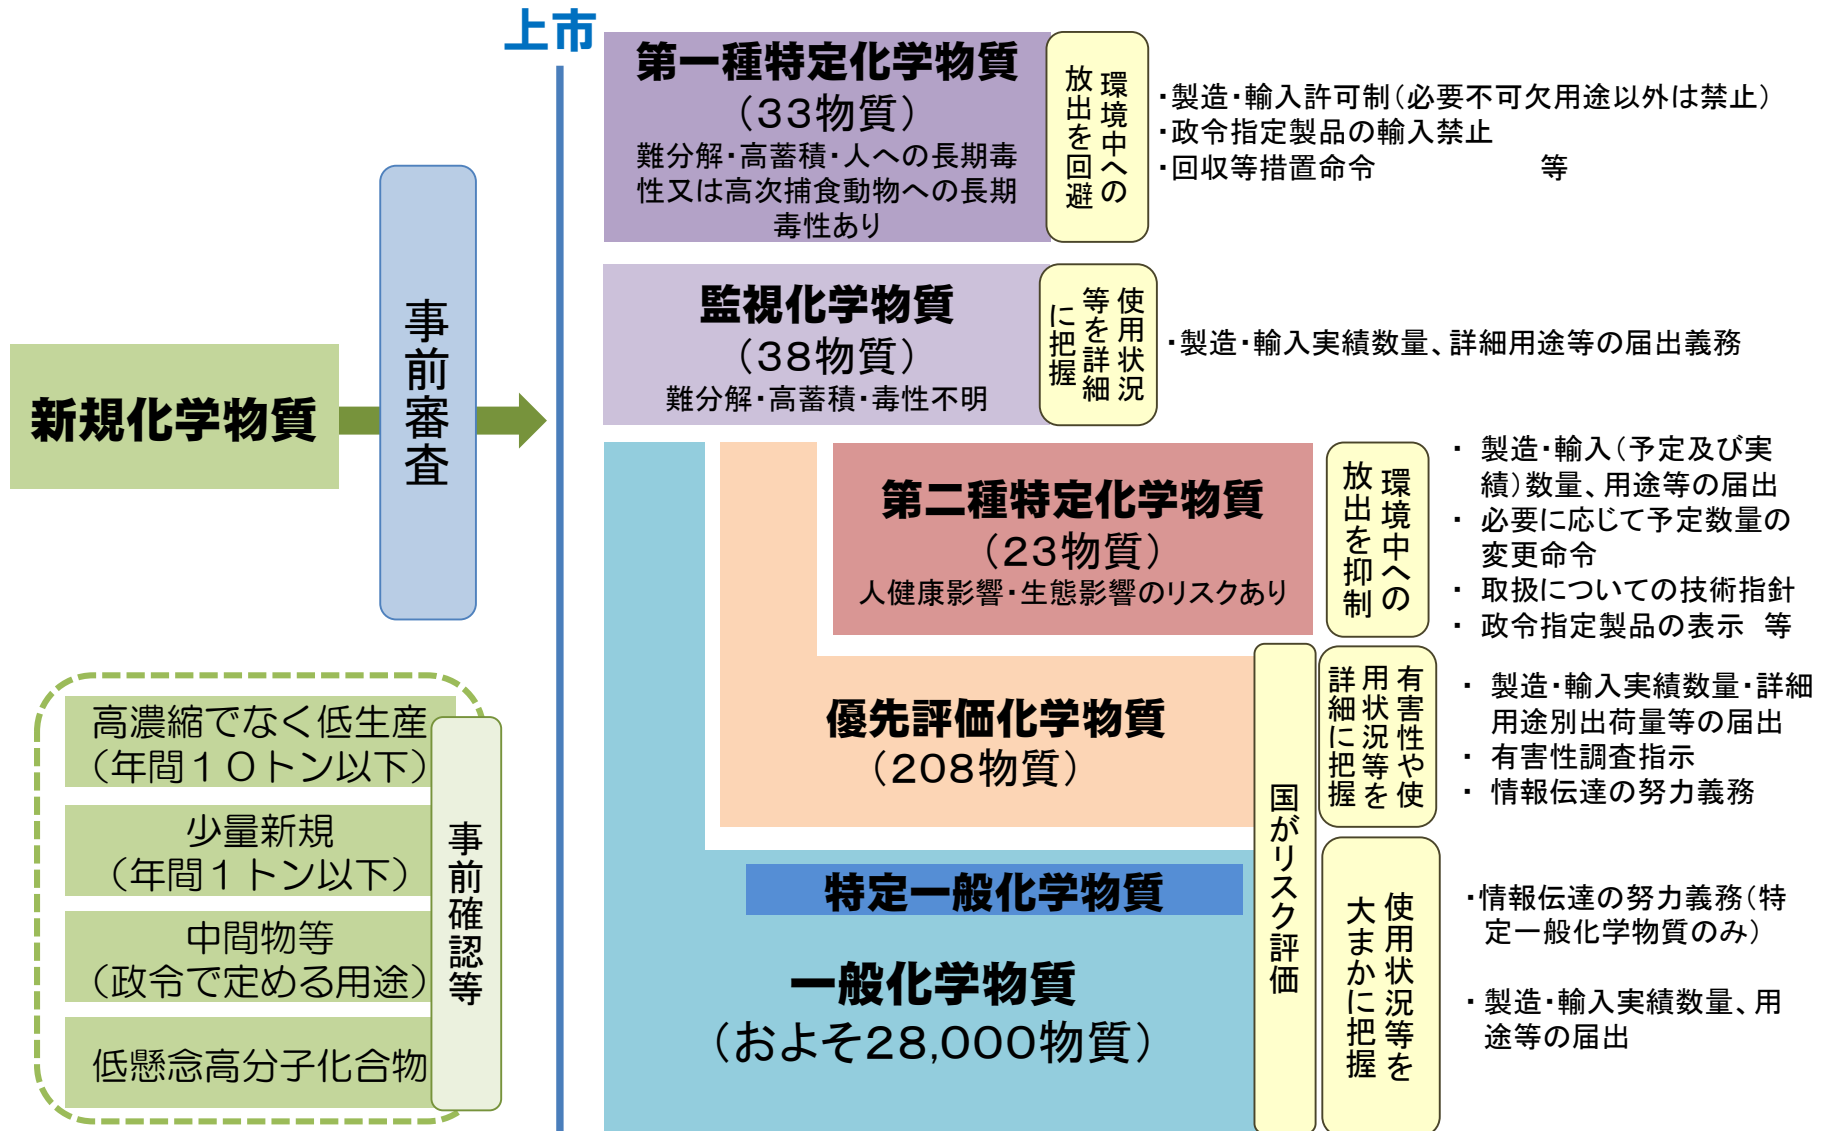 上市
新規化学物質
事前審査
高濃縮でなく低生産
（年間１０トン以下）
少量新規
（年間１トン以下）
中間物等
（政令で定める用途）
低懸念高分子化合物
事前確認等
第一種特定化学物質
（33物質）
難分解・高蓄積・人への長期毒
性又は高次捕食動物への長期
毒性あり
環境中への
放出を回避
・製造・輸入許可制（必要不可欠用途以外は禁止）
・政令指定製品の輸入禁止
・回収等措置命令　等
監視化学物質
（38物質）
難分解・高蓄積・毒性不明
使用状況
等を詳細
に把握
・製造・輸入実績数量、詳細用途等の届出義務
第二種特定化学物質
（23物質）
人健康影響・生態影響のリスクあり
環境中への
放出を抑制
・ 製造・輸入（予定及び実
績）数量、用途等の届出
・ 必要に応じて予定数量の
変更命令
・ 取扱についての技術指針
・ 政令指定製品の表示　等
優先評価化学物質
（208物質）
国がリスク評価
有害性や使
用状況等を
詳細に把握
・ 製造・輸入実績数量・詳細
用途別出荷量等の届出
・ 有害性調査指示
・ 情報伝達の努力義務
特定一般化学物質
一般化学物質
（およそ28,000物質）
使用状況等を
大まかに把握
・情報伝達の努力義務（特
定一般化学物質のみ）
・製造・輸入実績数量、用
途等の届出